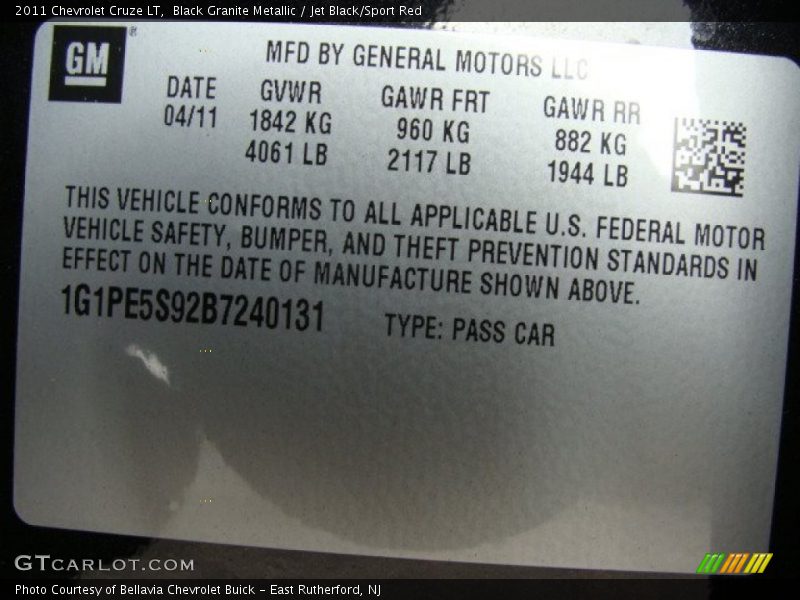 2011 Chevrolet Cruze LT, Black Granite Metallic / Jet Black/Sport Red
GM®
MFD BY GENERAL MOTORS LLC
DATE GVWR GAWR FRT GAWR RR
04/11 1842 KG 960 KG 882 KG
4061 LB 2117 LB 1944 LB
THIS VEHICLE CONFORMS TO ALL APPLICABLE U.S. FEDERAL MOTOR
VEHICLE SAFETY, BUMPER, AND THEFT PREVENTION STANDARDS IN
EFFECT ON THE DATE OF MANUFACTURE SHOWN ABOVE.
1G1PE5S92B7240131 TYPE: PASS CAR
GTCARLOT.COM
Photo Courtesy of Bellavia Chevrolet Buick – East Rutherford, NJ